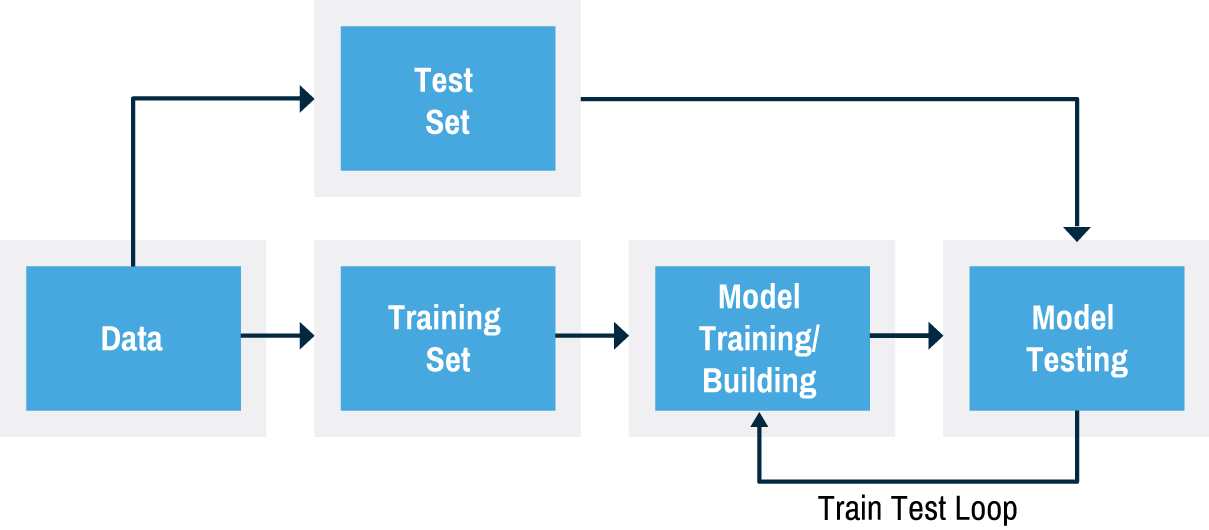 Test
Set
Data
Training
Set
Model
Training/
Building
Model
Testing
Train Test Loop